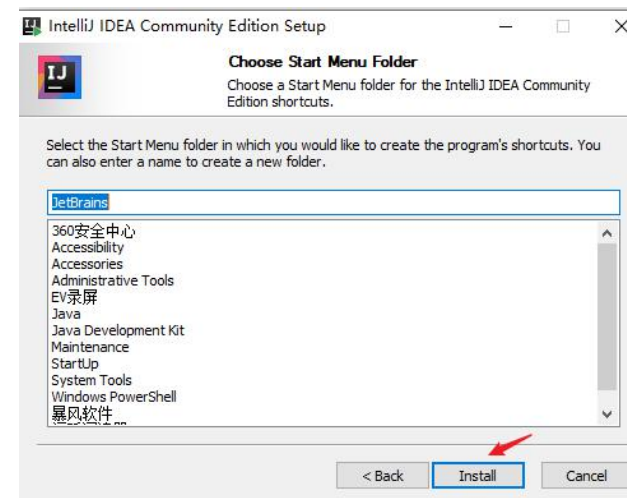 IntelliJ IDEA Community Edition Setup
IJ
Choose Start Menu Folder
Choose a Start Menu folder for the IntelliJ IDEA Community
Edition shortcuts.
Select the Start Menu folder in which you would like to create the program's shortcuts. You
can also enter a name to create a new folder.
JetBrains
360安全中心
Accessibility
Accessories
Administrative Tools
EV录屏
Java
Java Development Kit
Maintenance
StartUp
System Tools
Windows PowerShell
暴风软件
< Back
Install
Cancel